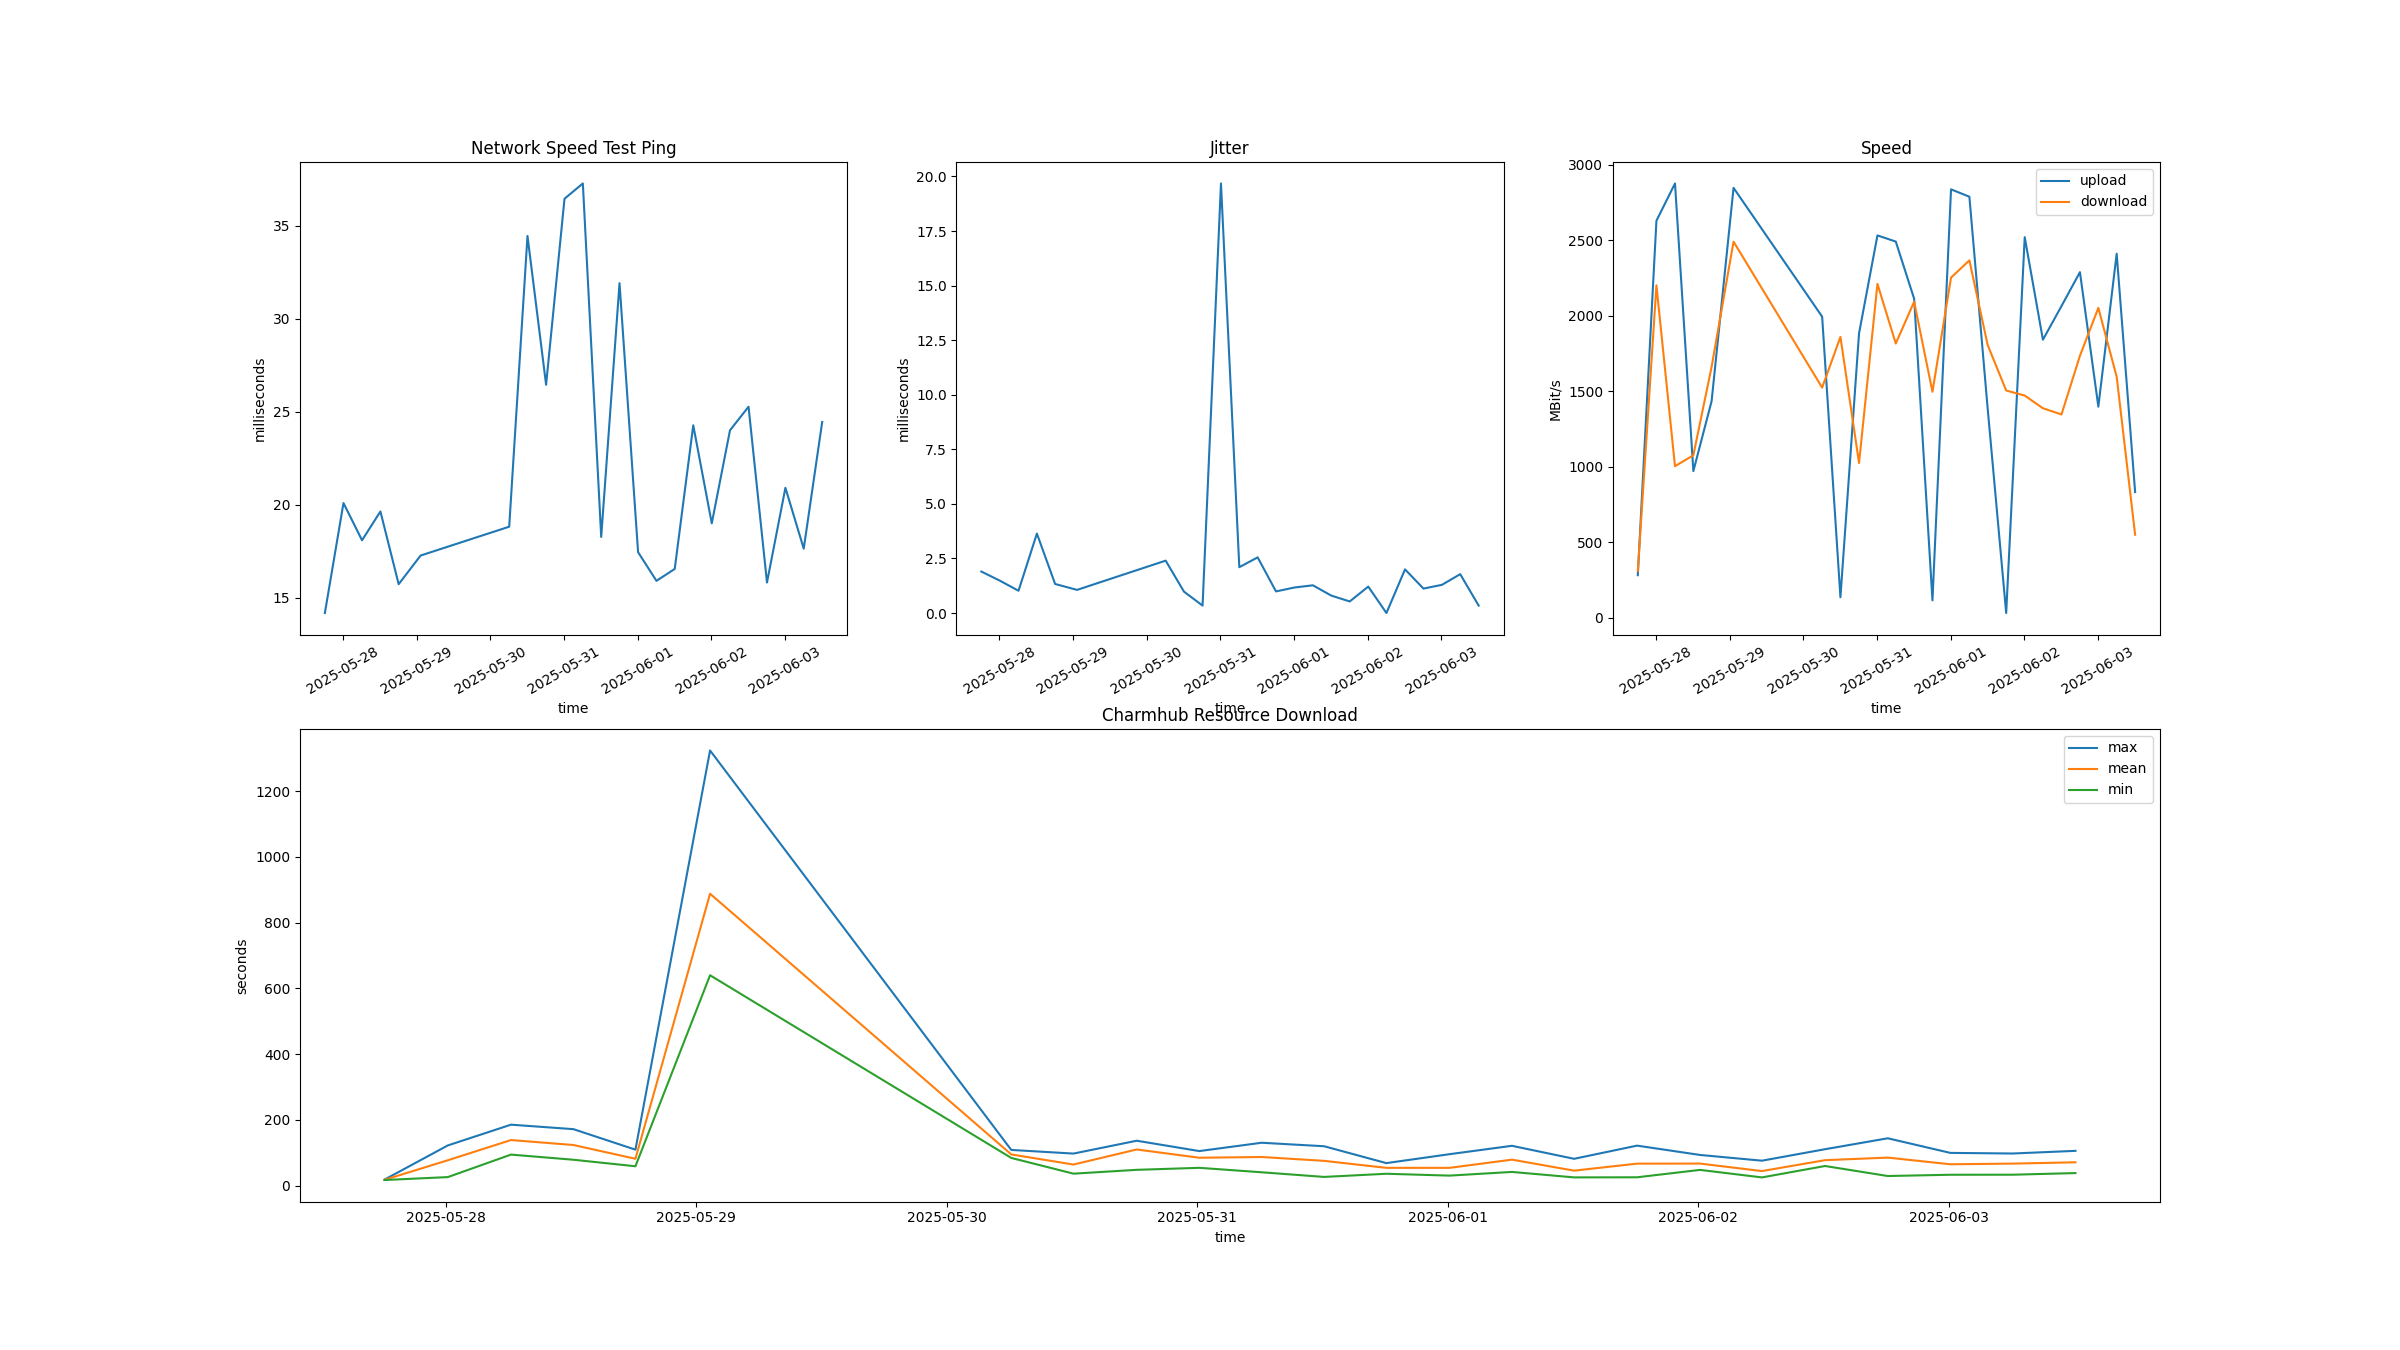 Network Speed Test Ping
milliseconds
35
30
25
20
15
2025-05-28 2025-05-29 2025-05-30 2025-05-31 2025-06-01 2025-06-02 2025-06-03
time
Jitter
milliseconds
20.0
17.5
15.0
12.5
10.0
7.5
5.0
2.5
0.0
2025-05-28 2025-05-29 2025-05-30 2025-05-31 2025-06-01 2025-06-02 2025-06-03
time
Speed
MBit/s
3000
2500
2000
1500
1000
500
0
upload
download
2025-05-28 2025-05-29 2025-05-30 2025-05-31 2025-06-01 2025-06-02 2025-06-03
time
Charmhub Resource Download
seconds
1200
1000
800
600
400
200
0
max
mean
min
2025-05-28 2025-05-29 2025-05-30 2025-05-31 2025-06-01 2025-06-02 2025-06-03
time